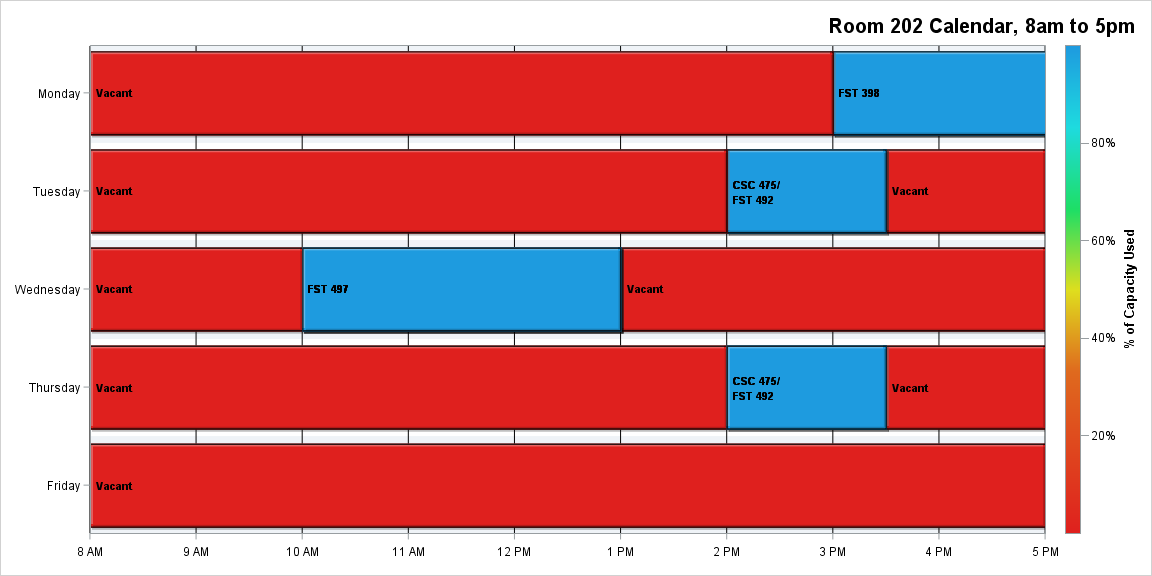 Room 202 Calendar, 8am to 5pm
Monday
Vacant
FST 398
Tuesday
Vacant
CSC 475/
FST 492
Vacant
Wednesday
Vacant
FST 497
Vacant
Thursday
Vacant
CSC 475/
FST 492
Vacant
Friday
Vacant
8 AM
9 AM
10 AM
11 AM
12 PM
1 PM
2 PM
3 PM
4 PM
5 PM
80%
60%
40%
20%
% of Capacity Used